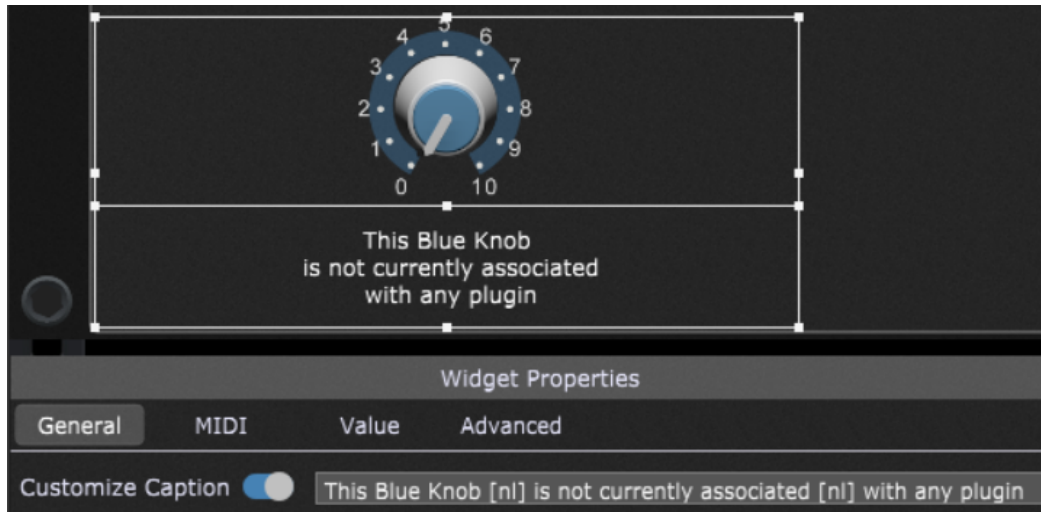 4 5 6
3 7
2 8
1 9
0 10
This Blue Knob
is not currently associated
with any plugin
Widget Properties
General MIDI Value Advanced
Customize Caption This Blue Knob [nl] is not currently associated [nl] with any plugin